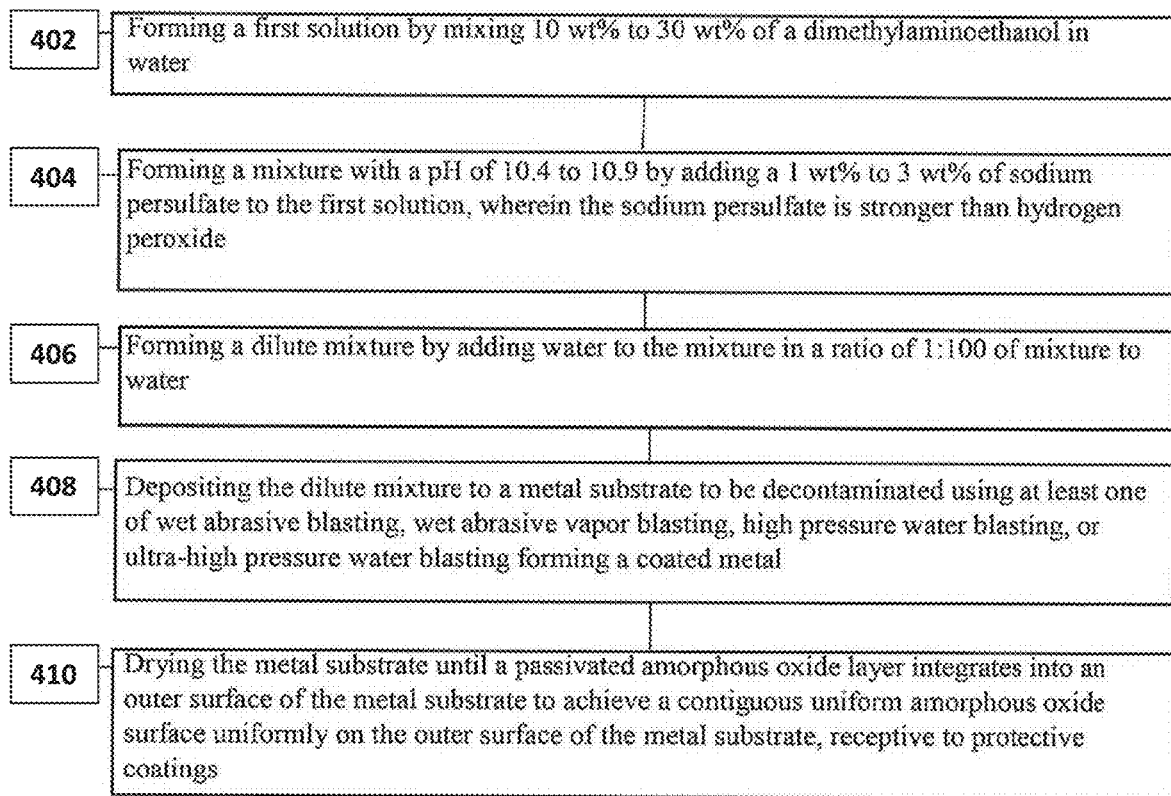 402
Forming a first solution by mixing 10 wt% to 30 wt% of a dimethylaminoethanol in
water
404
Forming a mixture with a pH of 10.4 to 10.9 by adding a 1 wt% to 3 wt% of sodium
persulfate to the first solution, wherein the sodium persulfate is stronger than hydrogen
peroxide
406
Forming a dilute mixture by adding water to the mixture in a ratio of 1:100 of mixture to
water
408
Depositing the dilute mixture to a metal substrate to be decontaminated using at least one
of wet abrasive blasting, wet abrasive vapor blasting, high pressure water blasting, or
ultra-high pressure water blasting forming a coated metal
410
Drying the metal substrate until a passivated amorphous oxide layer integrates into an
outer surface of the metal substrate to achieve a contiguous uniform amorphous oxide
surface uniformly on the outer surface of the metal substrate, receptive to protective
coatings